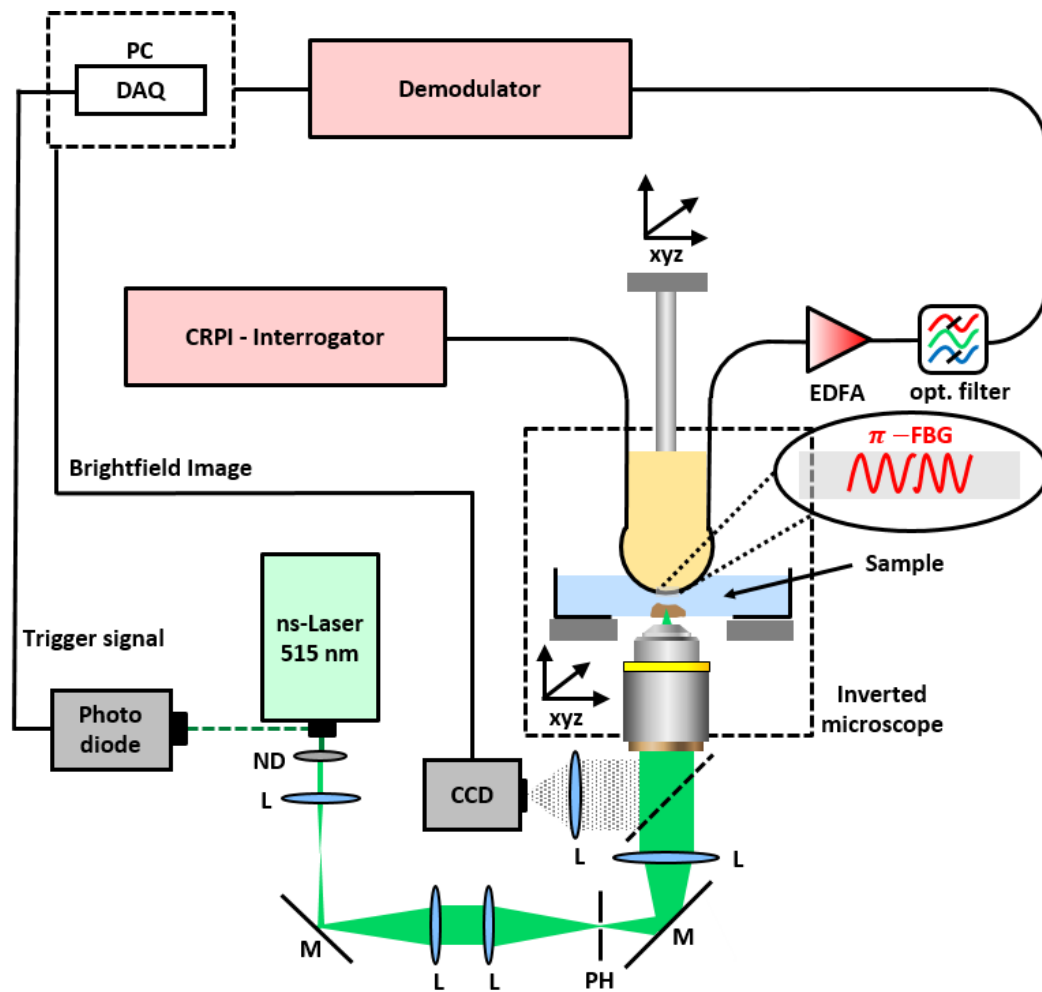 PC
DAQ
Demodulator
xyz
CRPI - Interrogator
EDFA
opt. filter
π –FBG
Brightfield Image
Sample
ns-Laser
515 nm
Trigger signal
xyz
Inverted
microscope
Photo
diode
ND
L
CCD
L
L
M
L
L
PH
M